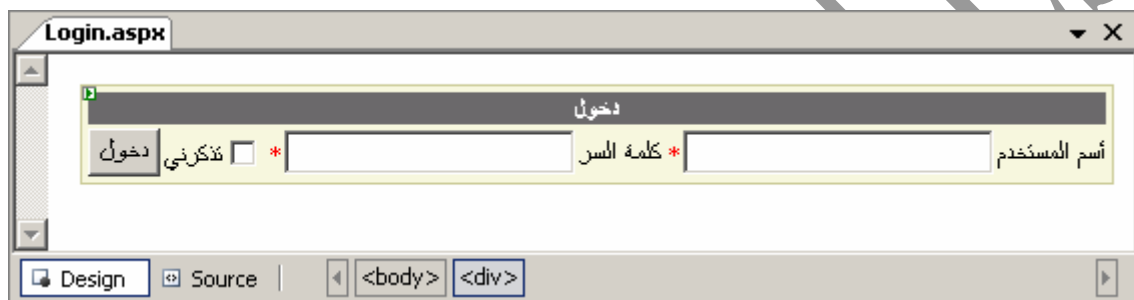 Login.aspx
دخول
أسم المستخدم * كلمة السر * تذكرني دخول
Design Source <body> <div>